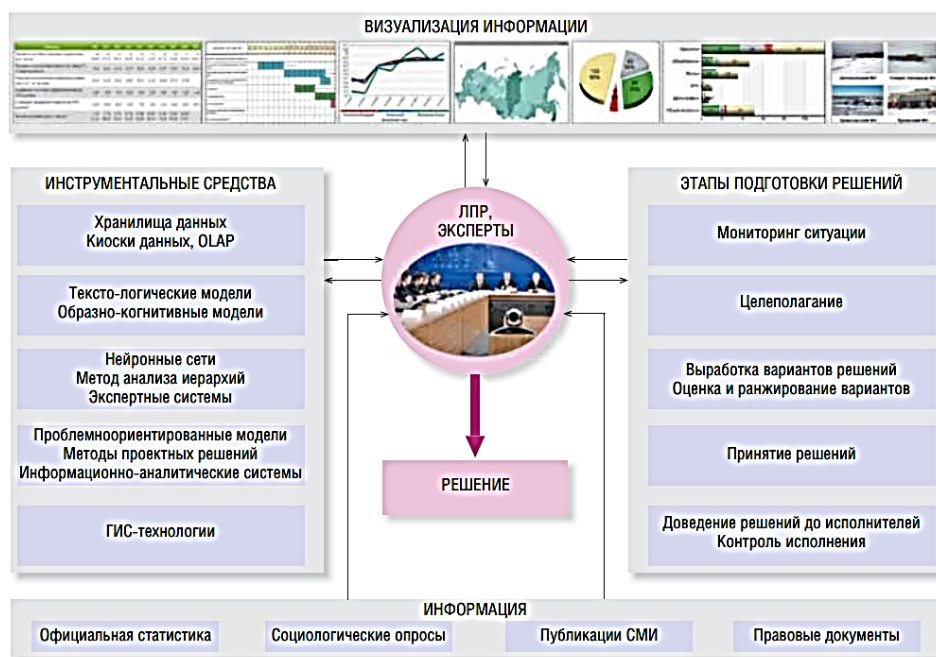 ВИЗУАЛИЗАЦИЯ ИНФОРМАЦИИ
ИНСТРУМЕНТАЛЬНЫЕ СРЕДСТВА
Хранилища данных
Киоски данных, OLAP
Тексто-логические модели
Образно-когнитивные модели
Нейронные сети
Метод анализа иерархий
Экспертные системы
Проблемноориентированные модели
Методы проектных решений
Информационно-аналитические системы
ГИС-технологии
ЛПР,
ЭКСПЕРТЫ
РЕШЕНИЕ
ЭТАПЫ ПОДГОТОВКИ РЕШЕНИЙ
Мониторинг ситуации
Целеполагание
Выработка вариантов решений
Оценка и ранжирование вариантов
Принятие решений
Доведение решений до исполнителей
Контроль исполнения
ИНФОРМАЦИЯ
Официальная статистика
Социологические опросы
Публикации СМИ
Правовые документы